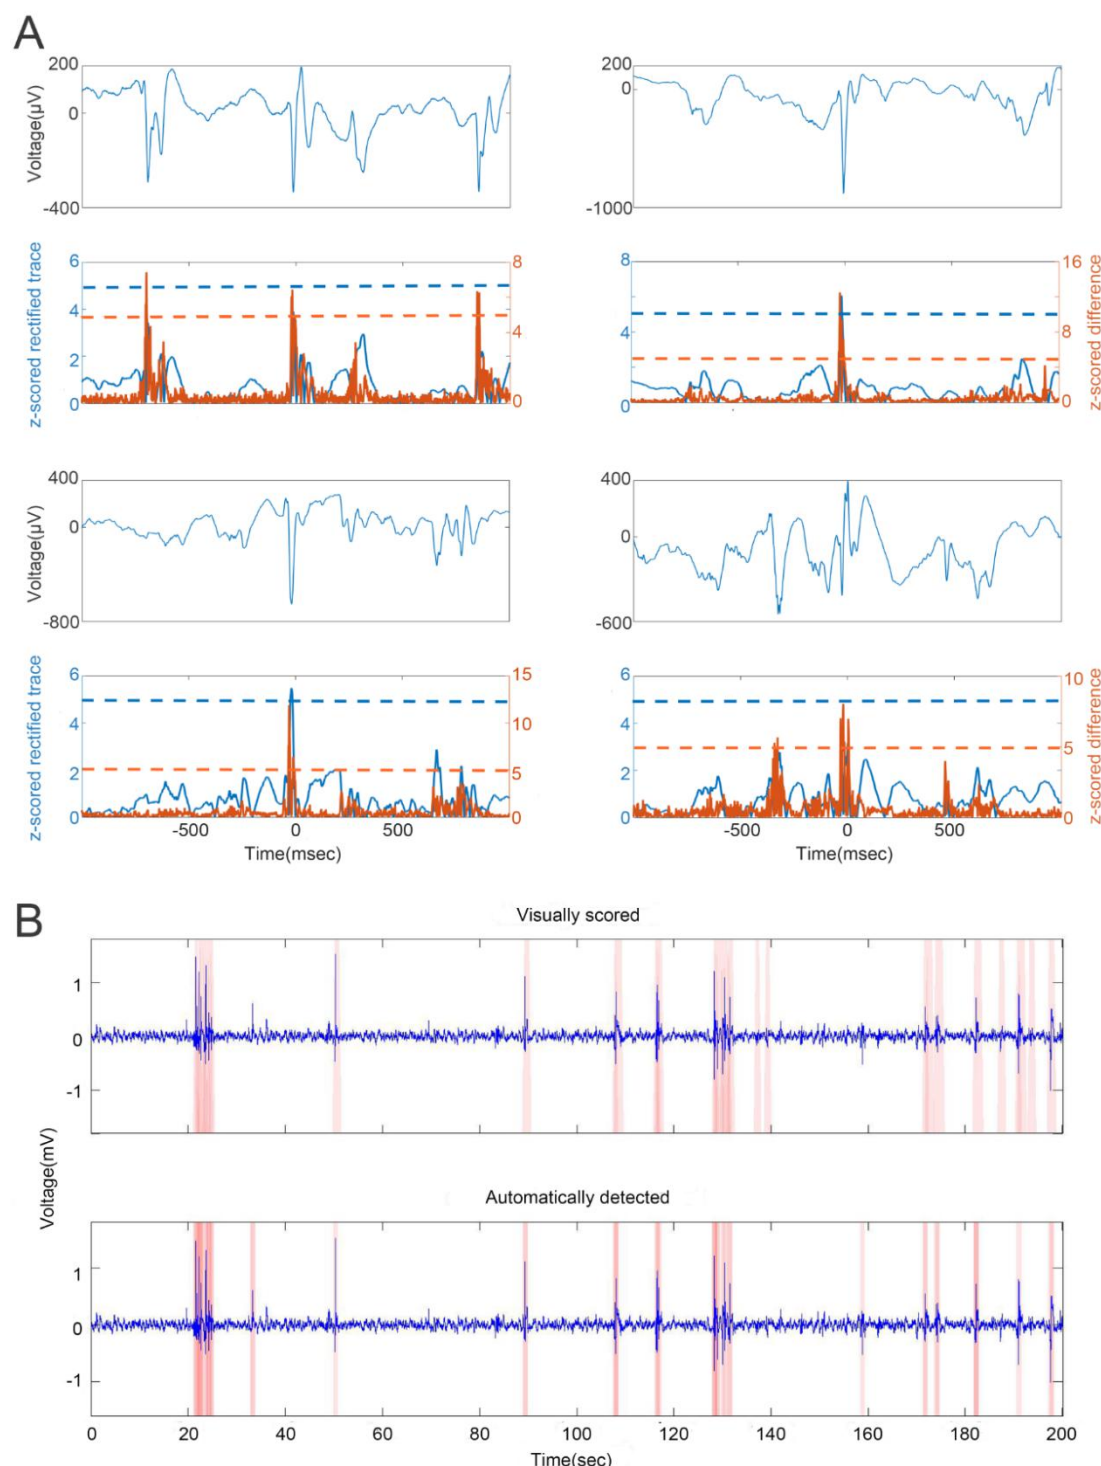 A
200
0
-400
Voltage(µV)
200
0
-1000
6
4
2
0
z-scored rectified trace
8
4
0
8
4
0
16
12
8
4
0
z-scored difference
400
0
-800
Voltage(µV)
400
0
-600
6
4
2
0
z-scored rectified trace
15
10
5
0
-500 0 500
Time(msec)
6
4
2
0
10
5
0
z-scored difference
-500 0 500
Time(msec)
B
Visually scored
1
0
-1
Voltage(mV)
Automatically detected
1
0
-1
0 20 40 60 80 100 120 140 160 180 200
Time(sec)